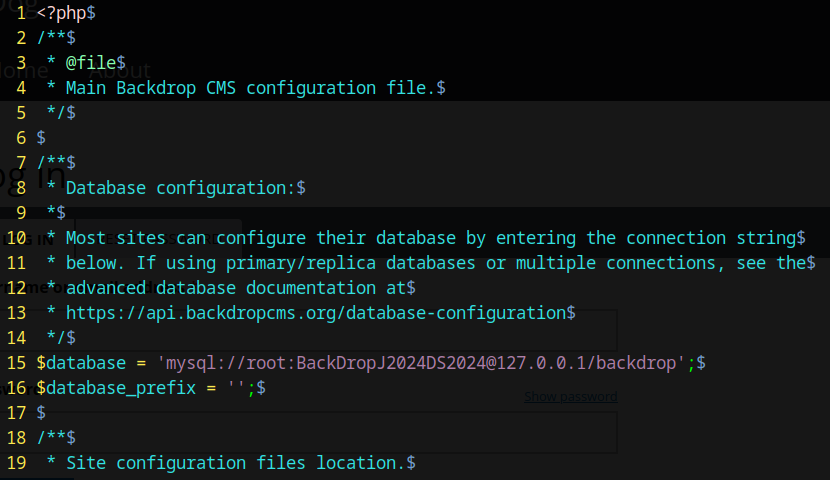 1 <?php$
2 /**$
3  * @file$
4  * Main Backdrop CMS configuration file.$
5  */$
6 $
7 /**$
8  * Database configuration:$
9  *$
10  * Most sites can configure their database by entering the connection string$
11  * below. If using primary/replica databases or multiple connections, see the$
12  * advanced database documentation at$
13  * https://api.backdropcms.org/database-configuration$
14  */$
15 $database = 'mysql://root:BackDropJ2024DS2024@127.0.0.1/backdrop';$
16 $database_prefix = '';$
Show password
17 $
18 /**$
19  * Site configuration files location.$